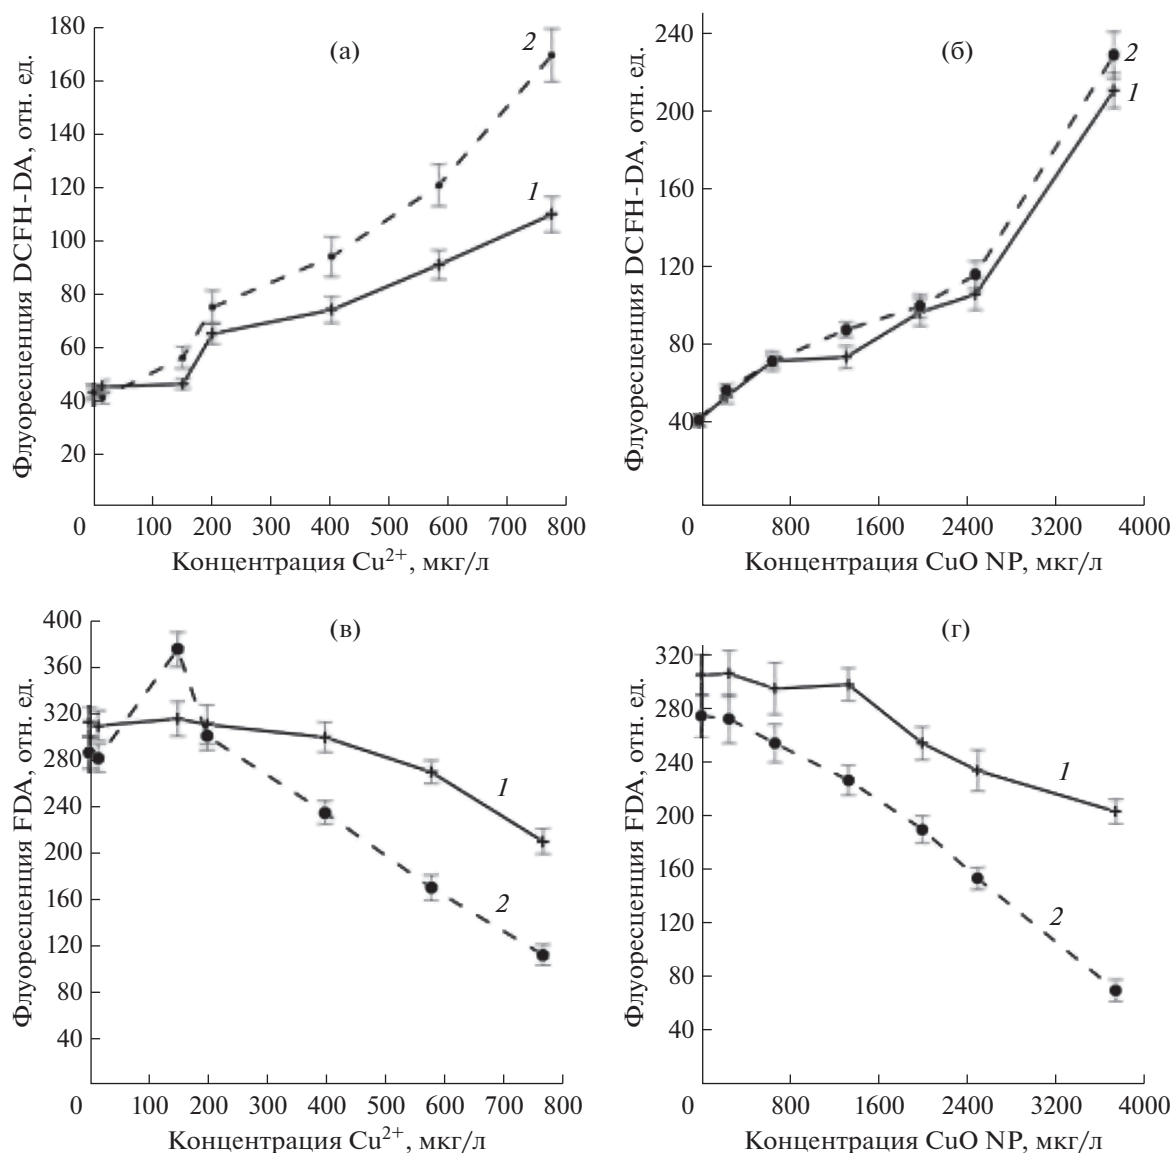 (а)
Флуоресценция DCFH-DA, отн. ед.
180
160
140
120
100
80
60
40
20
2
1
0 100 200 300 400 500 600 700 800
Концентрация Cu²⁺, мкг/л
(б)
Флуоресценция DCFH-DA, отн. ед.
240
200
160
120
80
40
2
1
0 800 1600 2400 3200 4000
Концентрация CuO NP, мкг/л
(в)
Флуоресценция FDA, отн. ед.
400
360
320
280
240
200
160
120
80
40
1
2
0 100 200 300 400 500 600 700 800
Концентрация Cu²⁺, мкг/л
(г)
Флуоресценция FDA, отн. ед.
320
280
240
200
160
120
80
40
1
2
0 800 1600 2400 3200 4000
Концентрация CuO NP, мкг/л